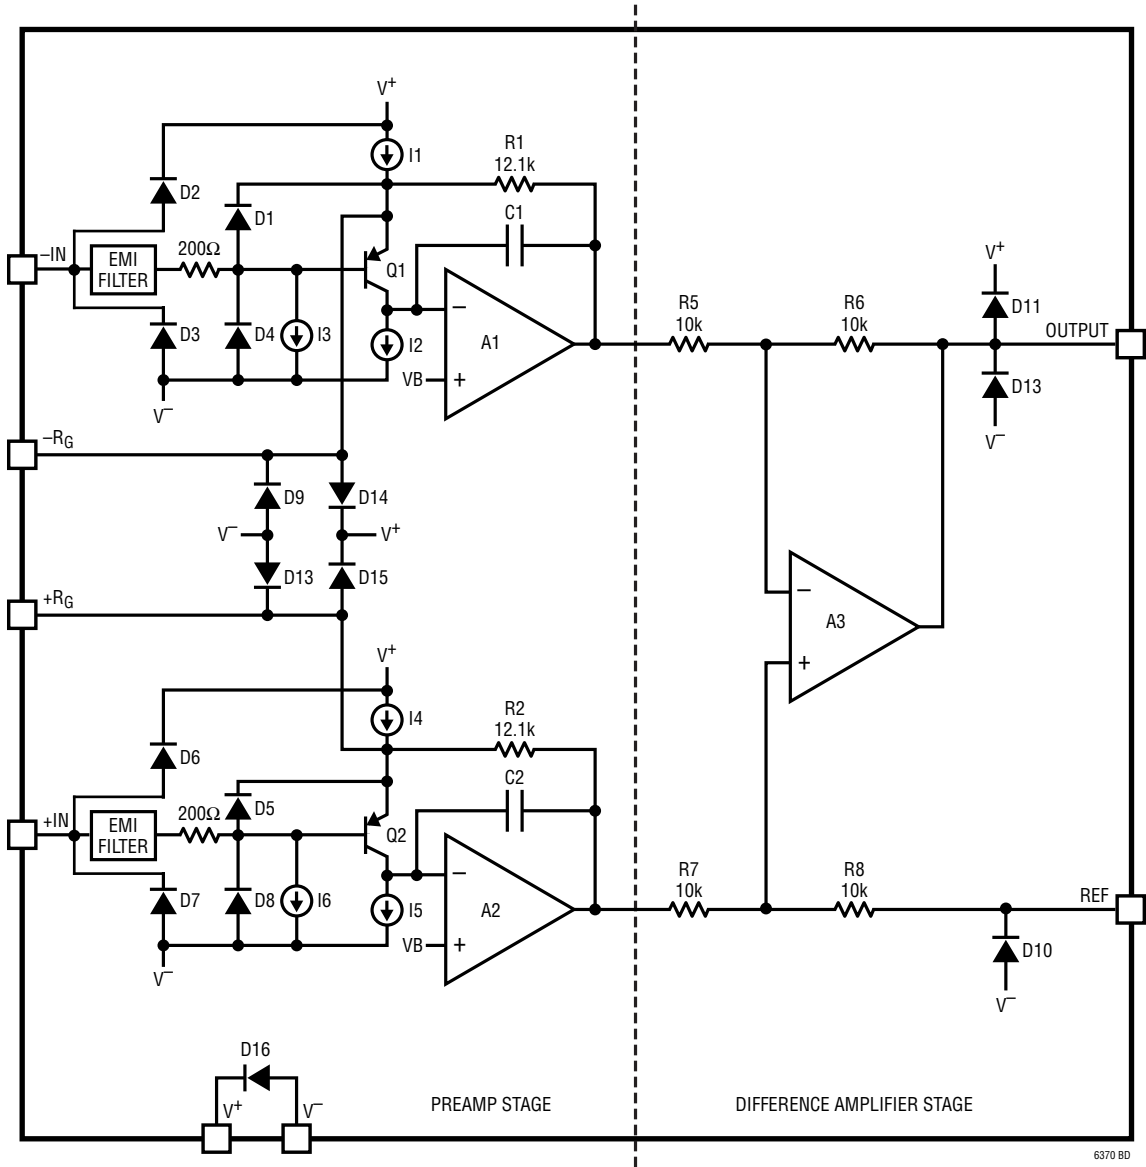 V+
I1
R1
12.1k
D2
D1
C1
–IN
EMI
FILTER
200Ω
Q1
V+
D3
D4
I3
I2
–
A1
VB
+
V–
R5
10k
R6
10k
D11
OUTPUT
D13
V–
–RG
D9
D14
V–
V+
D13
D15
+RG
–
A3
+
V+
I4
R2
12.1k
D6
D5
C2
+IN
EMI
FILTER
200Ω
Q2
D7
D8
I6
I5
–
A2
VB
+
V–
R7
10k
R8
10k
REF
D10
V–
D16
V+
V–
PREAMP STAGE
DIFFERENCE AMPLIFIER STAGE
6370 BD